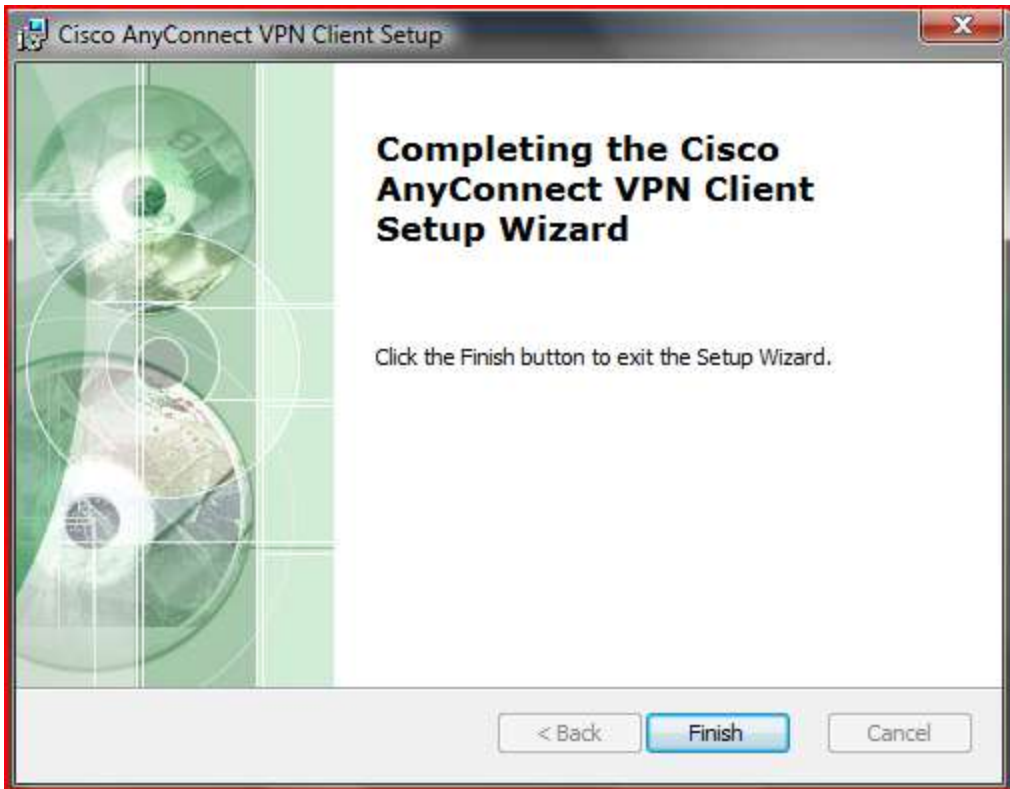 Cisco AnyConnect VPN Client Setup
Completing the Cisco
AnyConnect VPN Client
Setup Wizard
Click the Finish button to exit the Setup Wizard.
< Back Finish Cancel